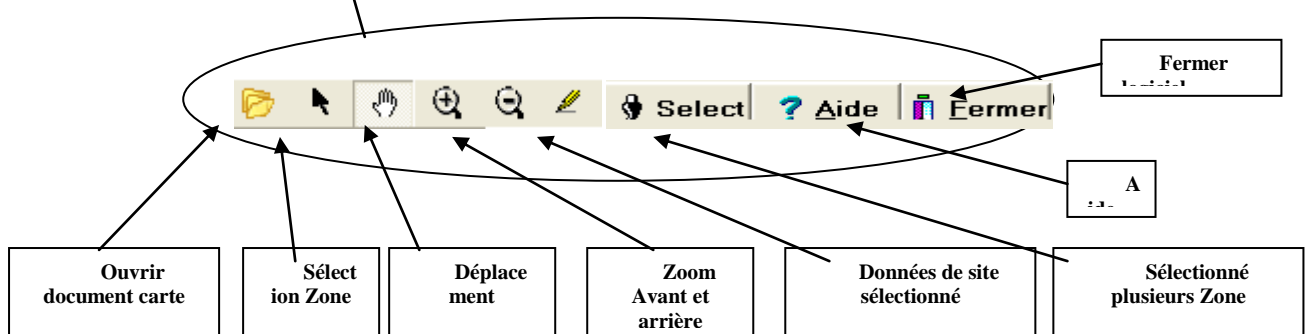 Fermer
Select
Aide
Fermer
A
Ouvrir
document carte
Sélect
ion Zone
Déplace
ment
Zoom
Avant et
arrière
Données de site
sélectionné
Sélectionné
plusieurs Zone